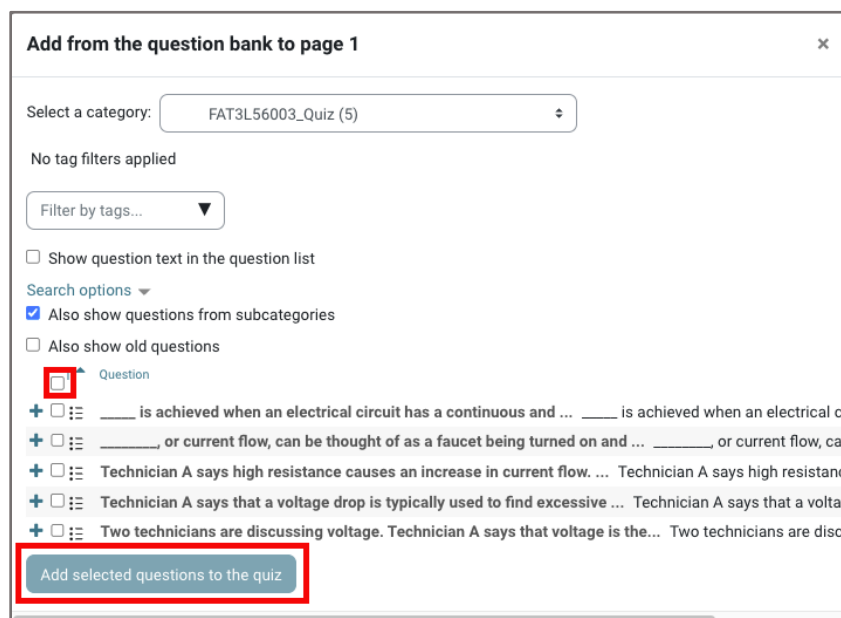 Add from the question bank to page 1 ×
Select a category: FAT3L56003_Quiz (5)
No tag filters applied
Filter by tags... ▼
Show question text in the question list
Search options
Also show questions from subcategories
Also show old questions
Question
_____ is achieved when an electrical circuit has a continuous and ... _____ is achieved when an electrical c
________, or current flow, can be thought of as a faucet being turned on and ... ________, or current flow, ca
Technician A says high resistance causes an increase in current flow. ... Technician A says high resistanc
Technician A says that a voltage drop is typically used to find excessive ... Technician A says that a volta
Two technicians are discussing voltage. Technician A says that voltage is the... Two technicians are disc
Add selected questions to the quiz